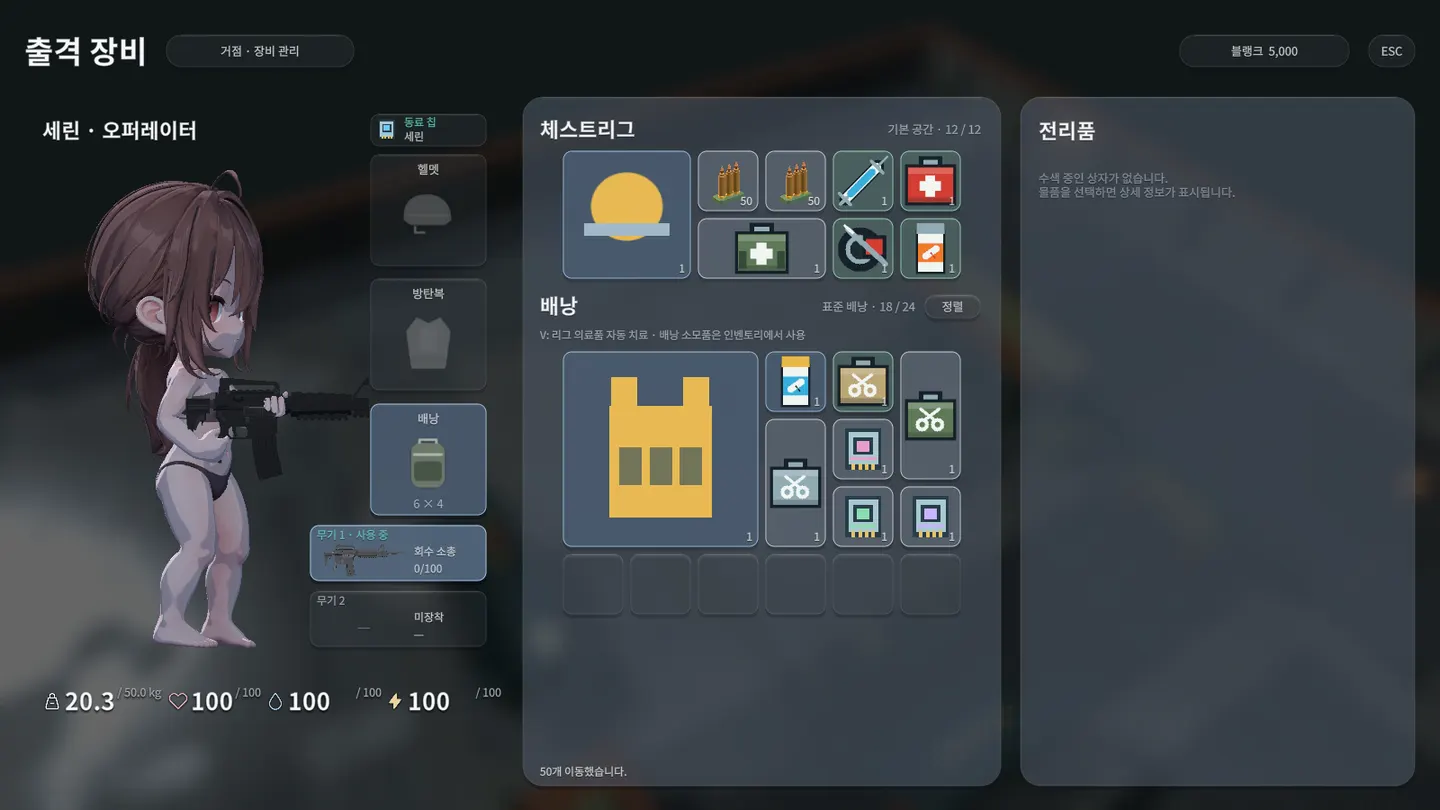 출격 장비
거점 · 장비 관리
블랭크 5,000
ESC
세린 · 오퍼레이터
동료 칩
세린
헬멧
방탄복
배낭
6 × 4
무기 1 · 사용 중
회수 소총
0/100
무기 2
—
미장착
—
20.3 / 50.0 kg
100 / 100
100 / 100
100 / 100
체스트리그
기본 공간 · 12 / 12
1
50
50
1
1
1
1
1
배낭
표준 배낭 · 18 / 24
정렬
V: 리그 의료품 자동 치료 · 배낭 소모품은 인벤토리에서 사용
1
1
1
1
1
1
1
1
50개 이동했습니다.
전리품
수색 중인 상자가 없습니다.
물품을 선택하면 상세 정보가 표시됩니다.